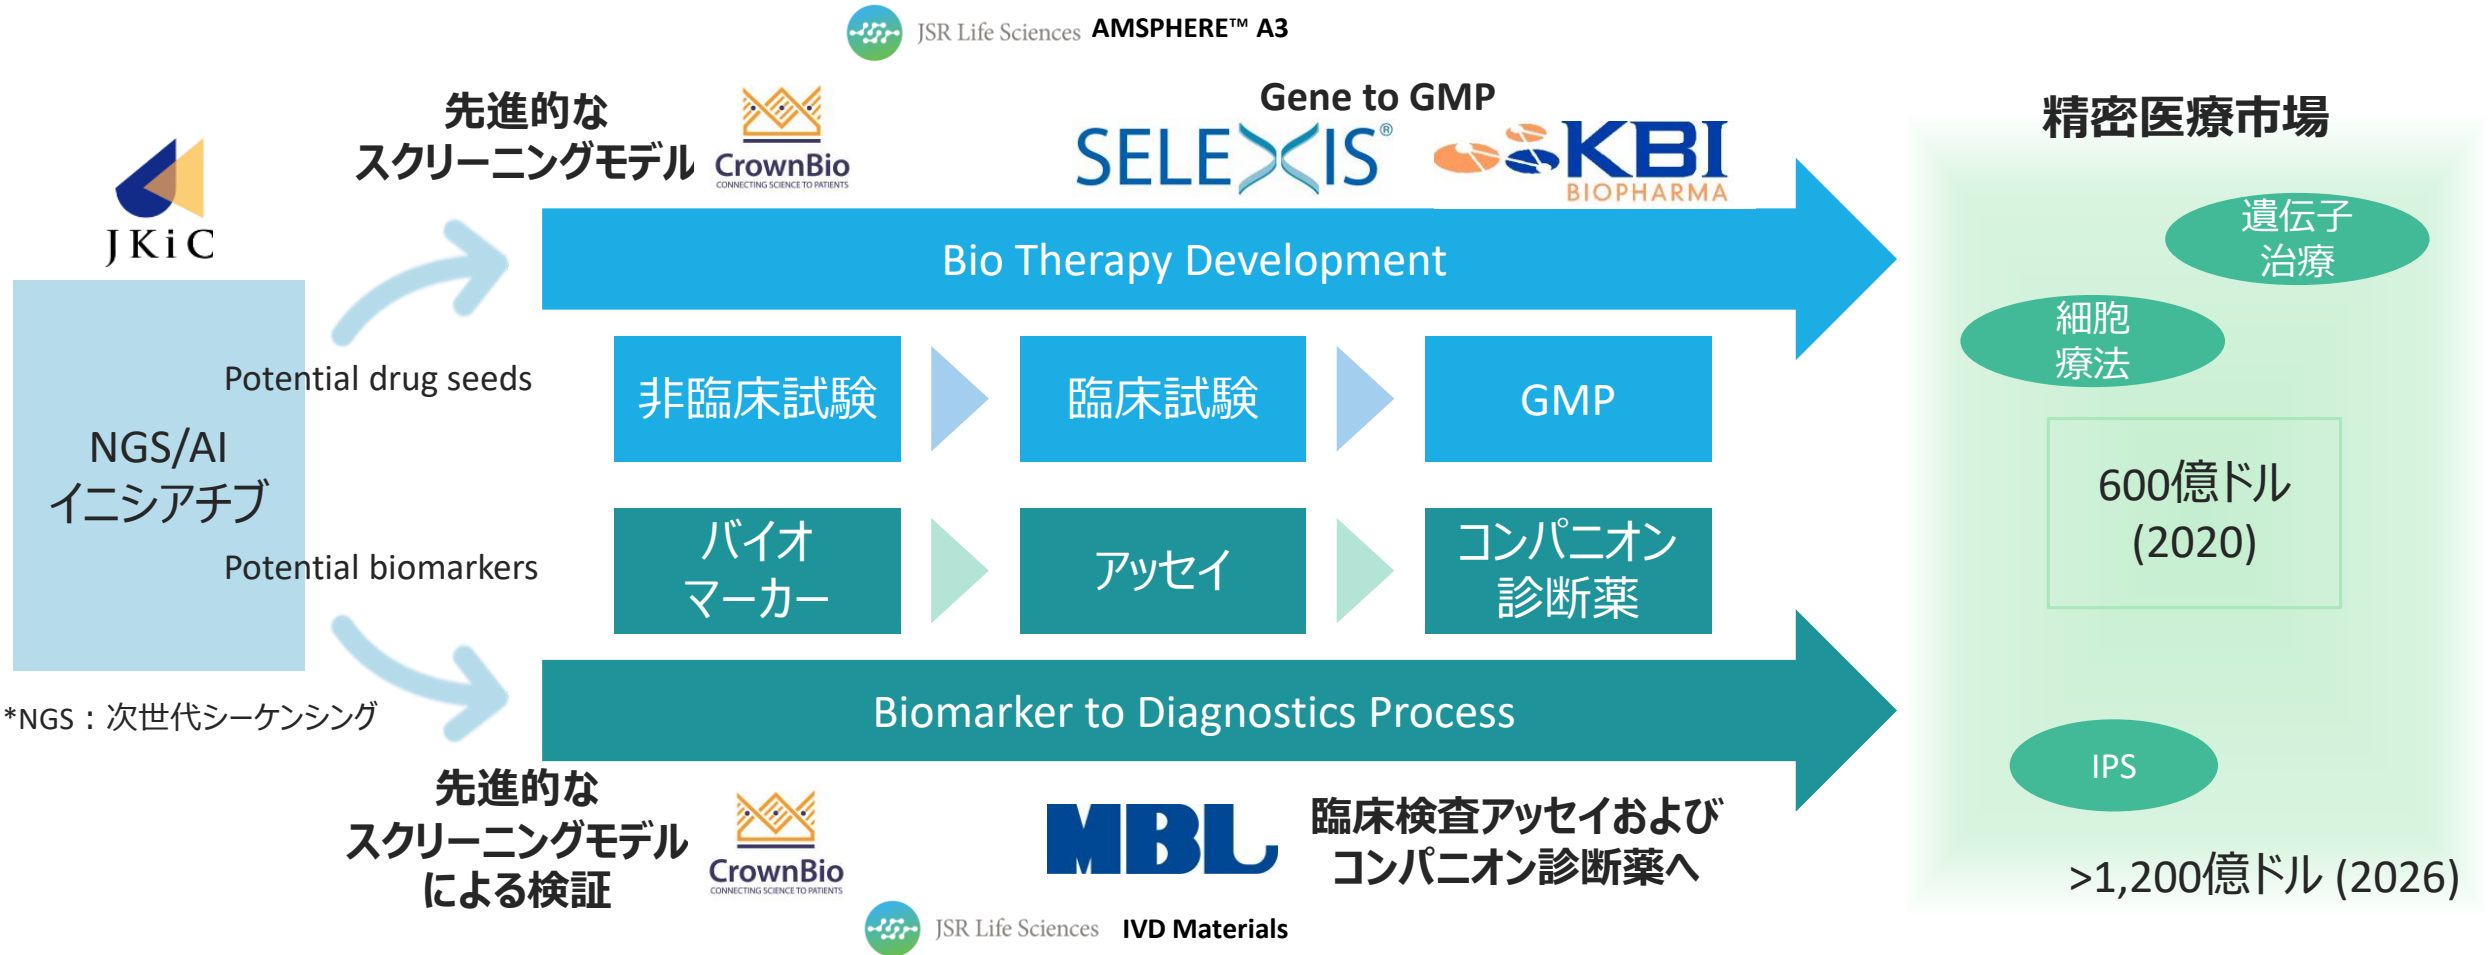 JSR Life Sciences AMSPHERE™ A3
先進的な
スクリーニングモデル
CrownBio
CONNECTING SCIENCE TO PATIENTS
Gene to GMP
SELEXIS®
KBI
BIOPHARMA
精密医療市場
JKiC
Bio Therapy Development
遺伝子
治療
細胞
療法
Potential drug seeds
非臨床試験
臨床試験
GMP
NGS/AI
イニシアチブ
600億ドル
(2020)
Potential biomarkers
バイオ
マーカー
アッセイ
コンパニオン
診断薬
*NGS：次世代シーケンシング
Biomarker to Diagnostics Process
IPS
先進的な
スクリーニングモデル
による検証
CrownBio
CONNECTING SCIENCE TO PATIENTS
MBL
臨床検査アッセイおよび
コンパニオン診断薬へ
>1,200億ドル (2026)
JSR Life Sciences IVD Materials